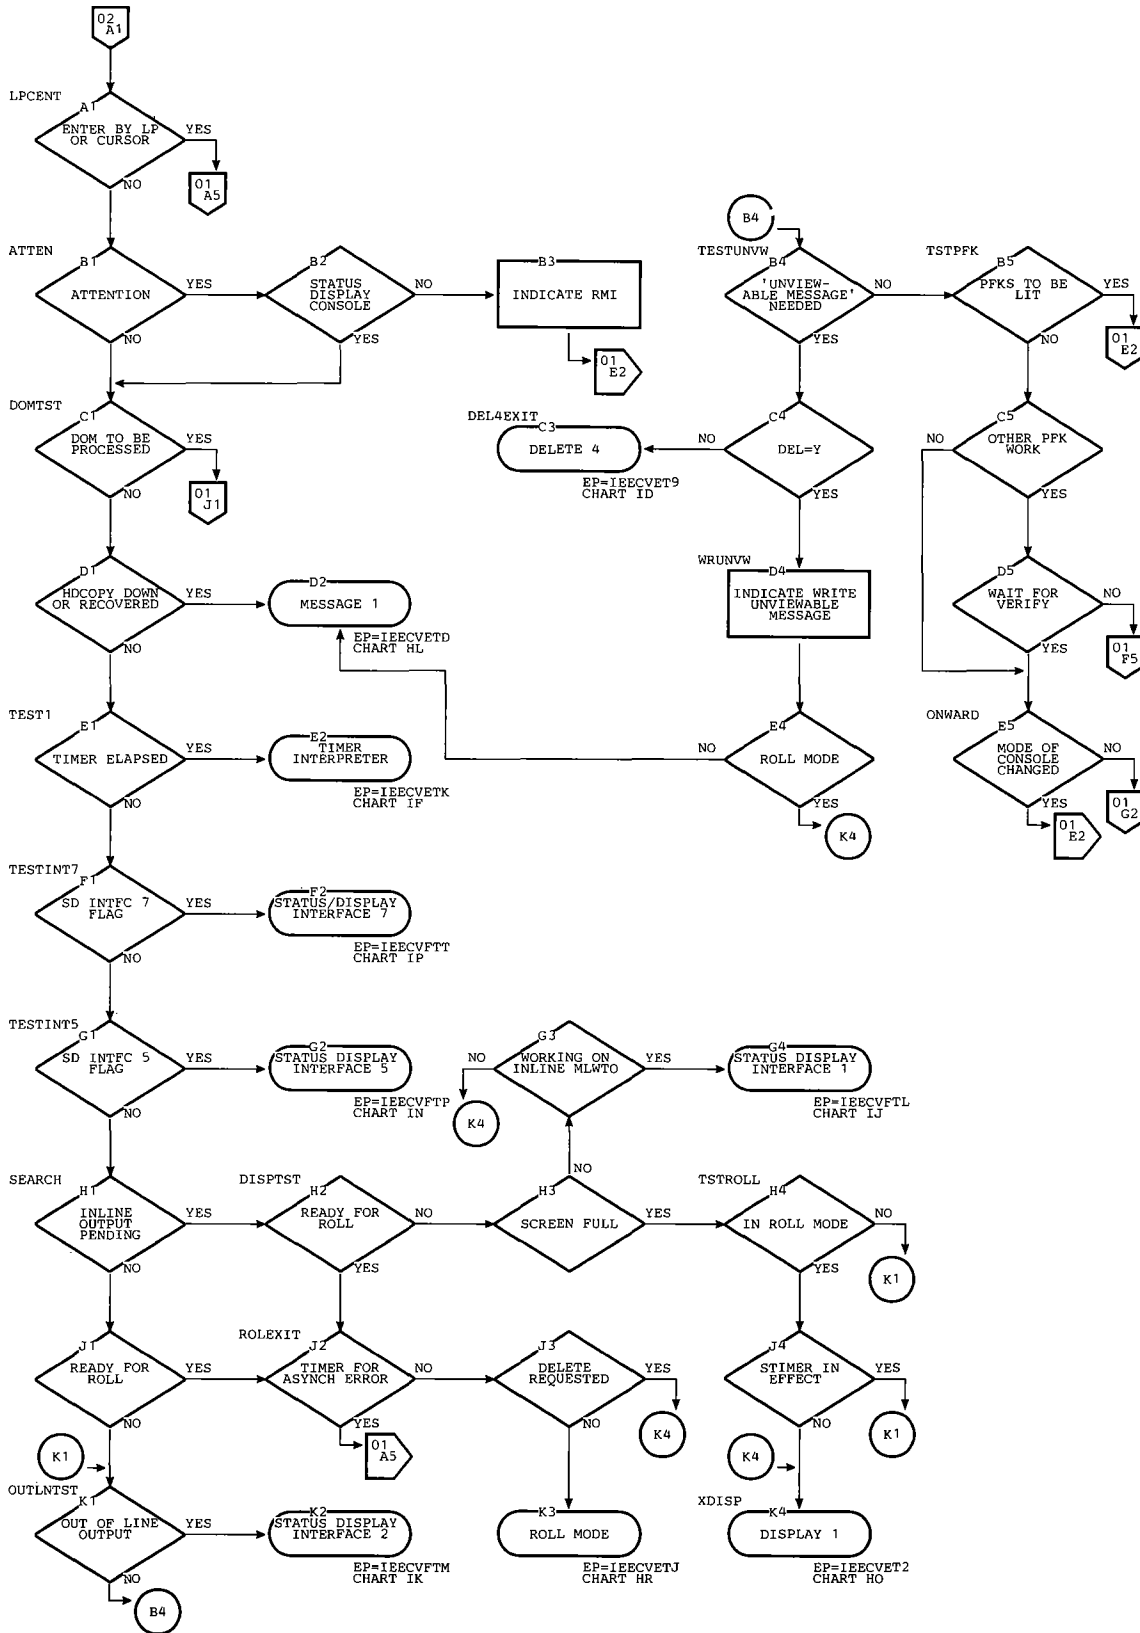 02
A1
LPCENT
A1
ENTER BY LP
OR CURSOR
YES
NO
01
A5
ATTEN
B1
ATTENTION
YES
NO
B2
STATUS
DISPLAY
CONSOLE
NO
YES
B3
INDICATE RMI
01
E2
B4
TESTUNVW
B4
'UNVIEW-
ABLE MESSAGE'
NEEDED
NO
YES
TSTPFK
B5
PFKS TO BE
LIT
YES
NO
01
E2
DOMTST
C1
DOM TO BE
PROCESSED
YES
NO
01
J1
DEL4EXIT
C3
DELETE 4
EP=IEECVET9
CHART ID
C4
DEL=Y
NO
YES
C5
OTHER PFK
WORK
NO
YES
D1
HDCOPY DOWN
OR RECOVERED
YES
NO
D2
MESSAGE 1
EP=IEECVETD
CHART HL
WRUNVW
D4
INDICATE WRITE
UNVIEWABLE
MESSAGE
D5
WAIT FOR
VERIFY
NO
YES
01
F5
TEST1
E1
TIMER ELAPSED
YES
NO
E2
TIMER
INTERPRETER
EP=IEECVETK
CHART IF
E4
ROLL MODE
NO
YES
K4
ONWARD
E5
MODE OF
CONSOLE
CHANGED
NO
YES
01
G2
01
E2
TESTINT7
F1
SD INTFC 7
FLAG
YES
NO
F2
STATUS/DISPLAY
INTERFACE 7
EP=IEECVFTT
CHART IP
TESTINT5
G1
SD INTFC 5
FLAG
YES
NO
G2
STATUS DISPLAY
INTERFACE 5
EP=IEECVFTP
CHART IN
G3
WORKING ON
INLINE MLWTO
NO
YES
K4
G4
STATUS DISPLAY
INTERFACE 1
EP=IEECVFTL
CHART IJ
SEARCH
H1
INLINE
OUTPUT
PENDING
YES
NO
DISPTST
H2
READY FOR
ROLL
NO
YES
H3
SCREEN FULL
NO
YES
TSTROLL
H4
IN ROLL MODE
NO
YES
K1
J1
READY FOR
ROLL
YES
NO
ROLEXIT
J2
TIMER FOR
ASYNCH ERROR
NO
YES
01
A5
J3
DELETE
REQUESTED
YES
NO
K4
J4
STIMER IN
EFFECT
YES
NO
K1
K1
OUTLNTST
K1
OUT OF LINE
OUTPUT
YES
NO
B4
K2
STATUS DISPLAY
INTERFACE 2
EP=IEECVFTM
CHART IK
K3
ROLL MODE
EP=IEECVETJ
CHART HR
K4
XDISP
K4
DISPLAY 1
EP=IEECVET2
CHART HO